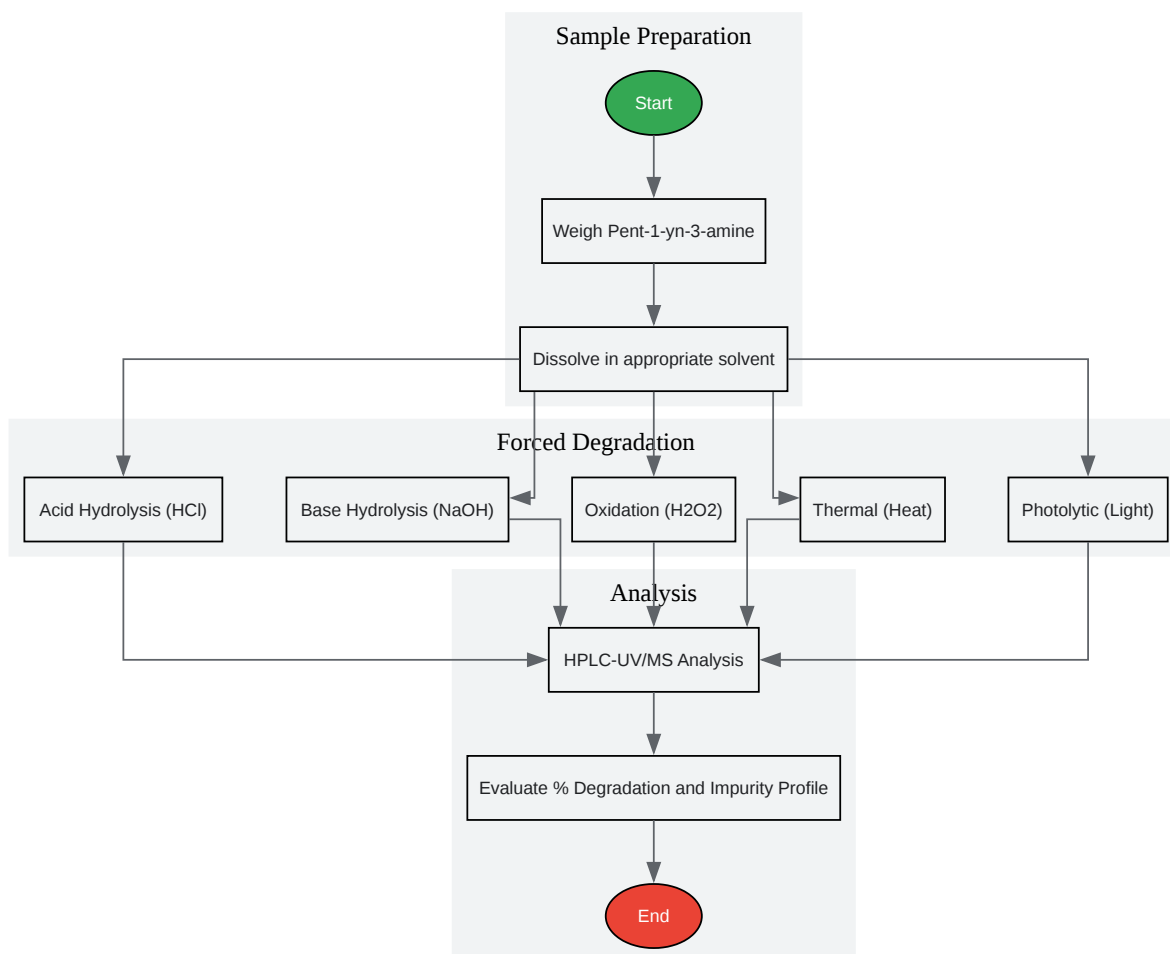 Sample Preparation
Start
Weigh Pent-1-yn-3-amine
Dissolve in appropriate solvent
Forced Degradation
Acid Hydrolysis (HCl)
Base Hydrolysis (NaOH)
Oxidation (H2O2)
Thermal (Heat)
Photolytic (Light)
Analysis
HPLC-UV/MS Analysis
Evaluate % Degradation and Impurity Profile
End